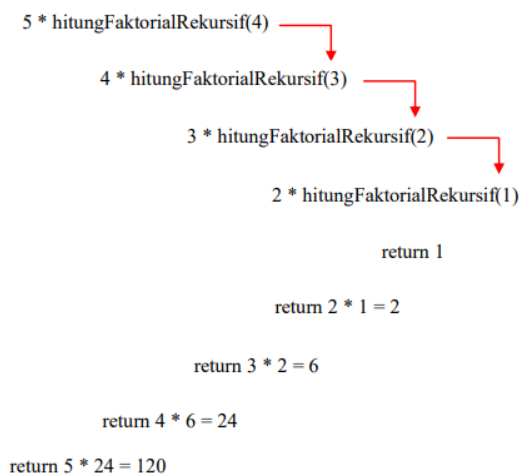 5 * hitungFaktorialRekursif(4)
4 * hitungFaktorialRekursif(3)
3 * hitungFaktorialRekursif(2)
2 * hitungFaktorialRekursif(1)
return 1
return 2 * 1 = 2
return 3 * 2 = 6
return 4 * 6 = 24
return 5 * 24 = 120